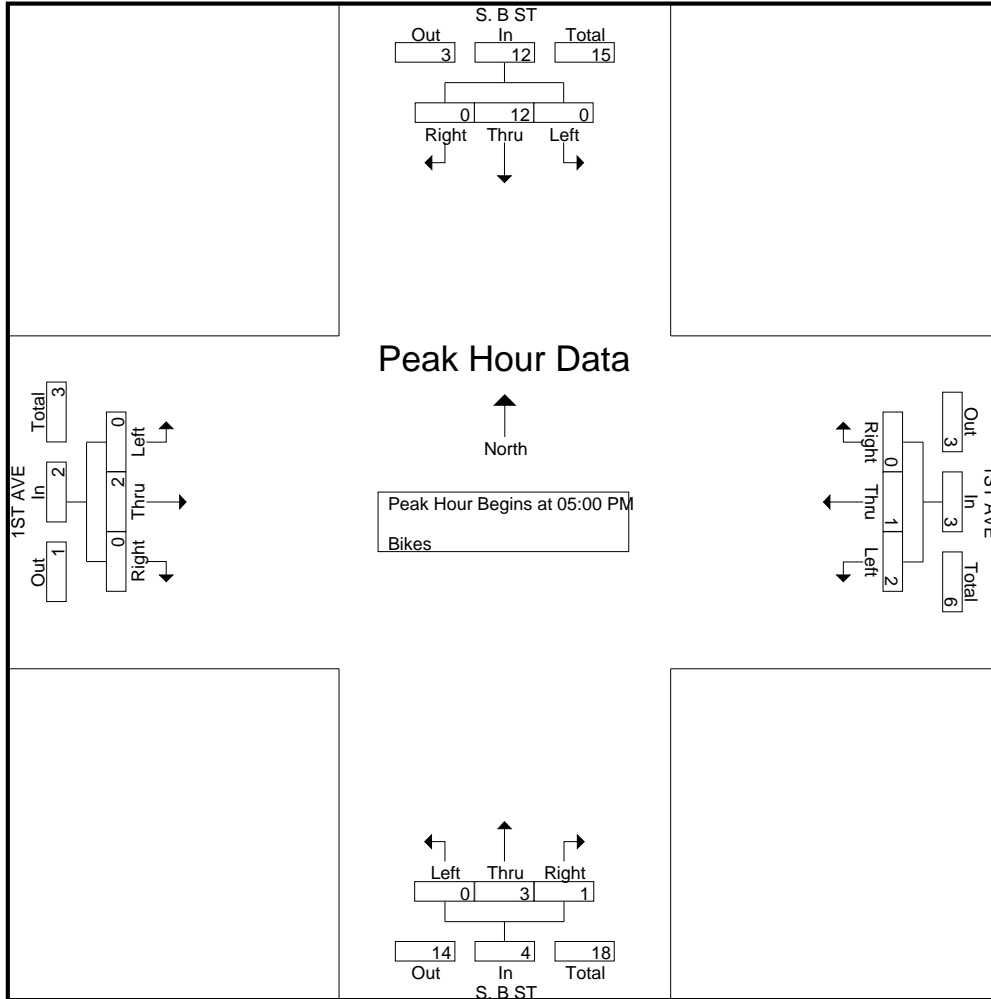 S. B ST
Out In Total
3 12 15
0 12 0
Right Thru Left
Peak Hour Data
North
Peak Hour Begins at 05:00 PM
Bikes
1ST AVE
Total In Out
3 2 1
0 2 0
Left Thru Right
Right Thru Left
0 1 2
Out In Total
3 3 6
1ST AVE
Left Thru Right
0 3 1
14 4 18
Out In Total
S. B ST